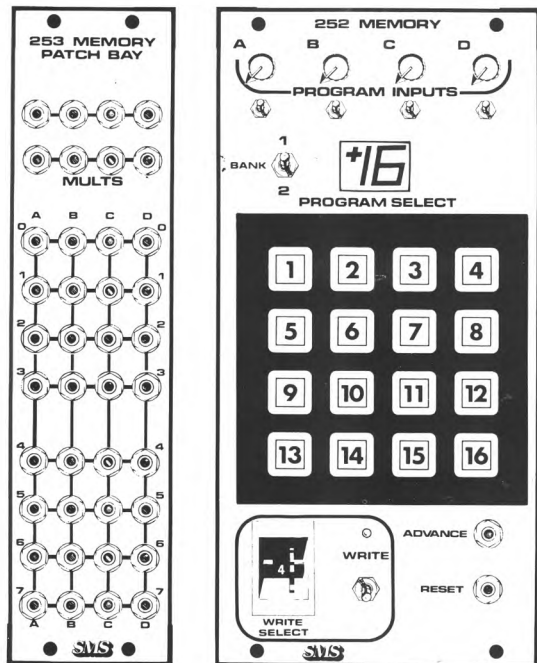 253 MEMORY
PATCH BAY
MULTS
A B C D
0 0
1 1
2 2
3 3
4 4
5 5
6 6
7 7
A B C D
SMS
252 MEMORY
A B C D
PROGRAM INPUTS
1
BANK
2
+16
PROGRAM SELECT
1 2 3 4
5 6 7 8
9 10 11 12
13 14 15 16
4
WRITE
SELECT
WRITE
ADVANCE
RESET
SMS